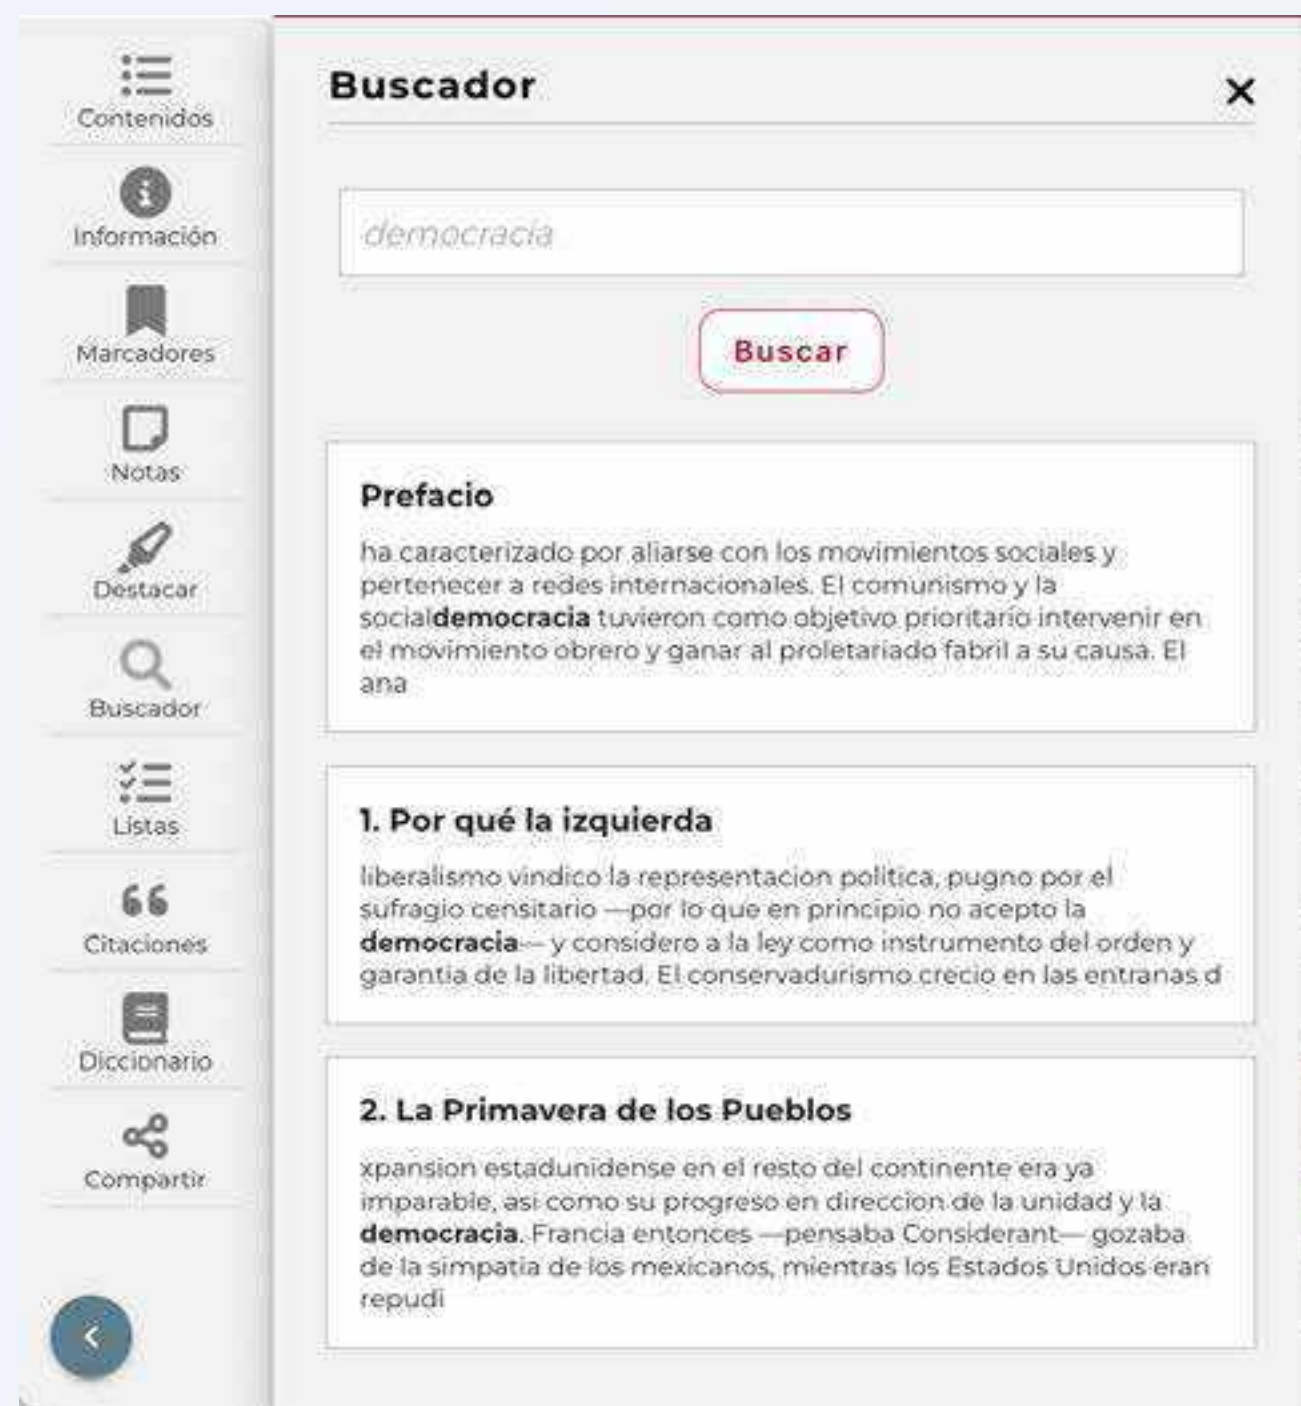 Contenidos
Información
Marcadores
Notas
Destacar
Buscador
Listas
Citaciones
Diccionario
Compartir
Buscador
democracia
Buscar
Prefacio
ha caracterizado por aliarse con los movimientos sociales y
pertenecer a redes internacionales. El comunismo y la
socialdemocracia tuvieron como objetivo prioritario intervenir en
el movimiento obrero y ganar al proletariado fabril a su causa. El
ana
1. Por qué la izquierda
liberalismo vindico la representacion politica, pugno por el
sufragio censitario —por lo que en principio no acepto la
democracia— y considero a la ley como instrumento del orden y
garantia de la libertad. El conservadurismo crecio en las entranas d
2. La Primavera de los Pueblos
xpansion estadunidense en el resto del continente era ya
imparable, asi como su progreso en direccion de la unidad y la
democracia. Francia entonces —pensaba Considerant— gozaba
de la simpatia de los mexicanos, mientras los Estados Unidos eran
repudi